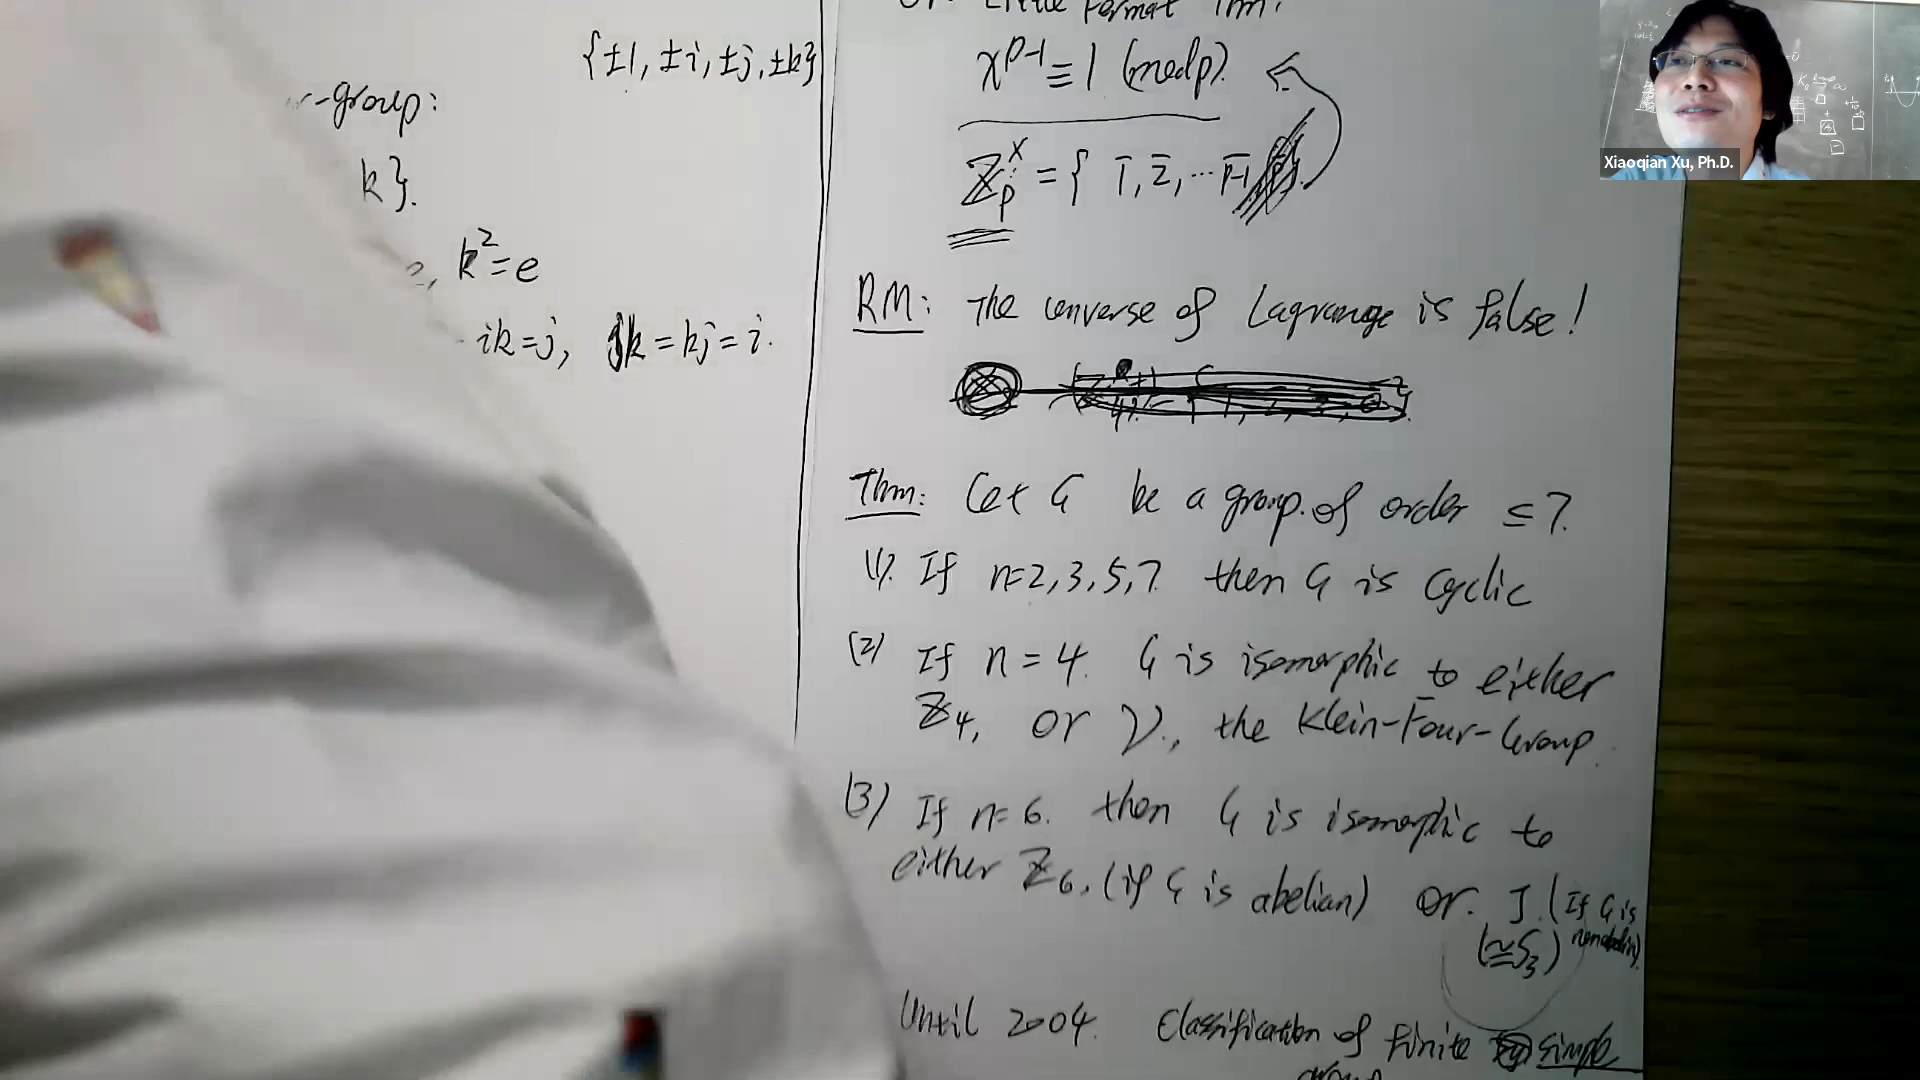 {±1, ±i, ±j, ±k}
-group:
k}.
k²=e
ik=j, jk=kj=i.
Or. Little Fermat Thm:
x^{p-1} ≡ 1 (mod p).
ℤ_p^× = { 1̄, 2̄, ... p-1
RM: The converse of Lagrange is false!
Thm: Let G be a group. of order ≤ 7.
(1). If n=2,3,5,7. then G is cyclic
(2) If n=4. G is isomorphic to either
ℤ₄, or V., the Klein-Four-Group.
(3) If n=6. then G is isomorphic to
either ℤ₆. (if G is abelian) or. J. (If G is
(≅S₃) nonabelian).
Until 2004. Classification of Finite simple
group
Xiaoqian Xu, Ph.D.